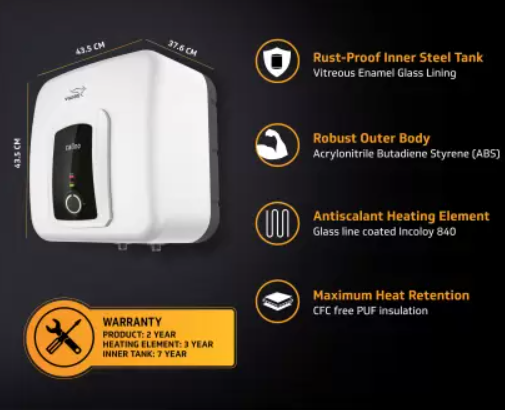 43.5 CM
37.6 CM
43.5 CM
Rust-Proof Inner Steel Tank
Vitreous Enamel Glass Lining
Robust Outer Body
Acrylonitrile Butadiene Styrene (ABS)
Antiscalant Heating Element
Glass line coated Incoloy 840
Maximum Heat Retention
CFC free PUF insulation
WARRANTY
PRODUCT: 2 YEAR
HEATING ELEMENT: 3 YEAR
INNER TANK: 7 YEAR